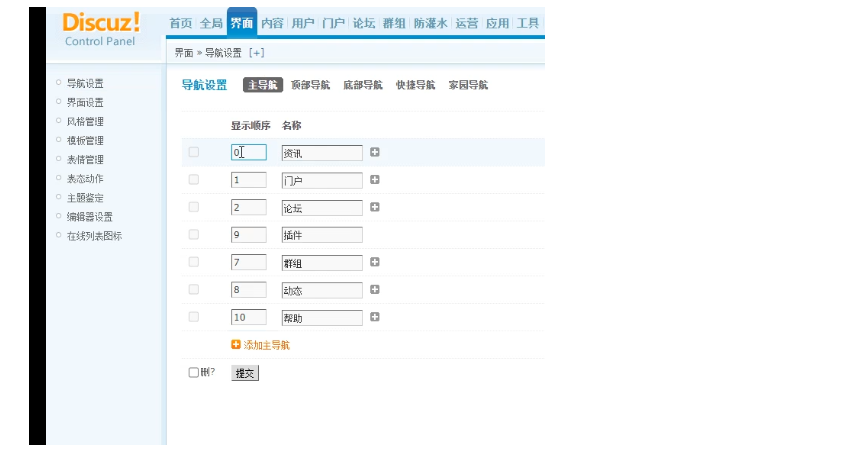 Discuz!
Control Panel
首页 全局 界面 内容 用户 门户 论坛 群组 防灌水 运营 应用 工具
界面 » 导航设置 [+]
导航设置
界面设置
风格管理
模板管理
表情管理
表态动作
主题鉴定
编辑器设置
在线列表图标
导航设置 主导航 顶部导航 底部导航 快捷导航 家园导航
显示顺序 名称
0 资讯
1 门户
2 论坛
9 插件
7 群组
8 动态
10 帮助
添加主导航
删? 提交